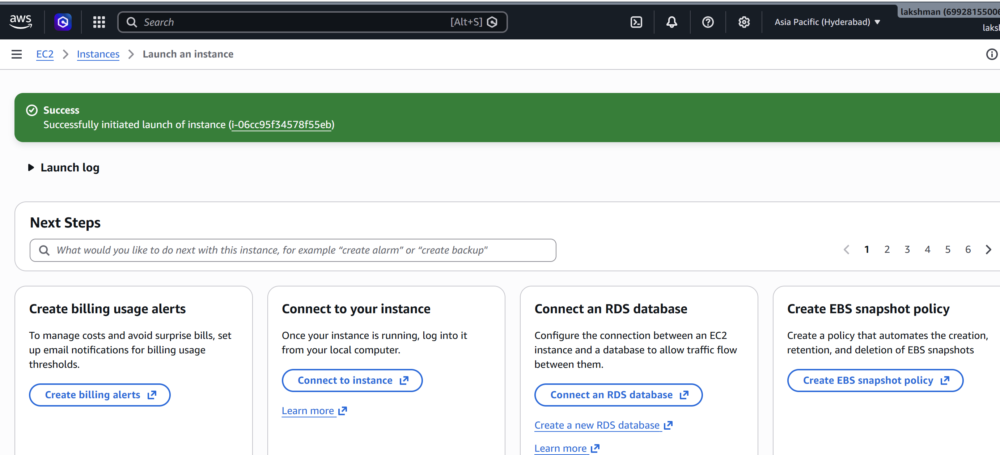 aws
Search [Alt+S]
Asia Pacific (Hyderabad)
lakshman (69928155006
laksl
EC2 > Instances > Launch an instance
Success
Successfully initiated launch of instance (i-06cc95f34578f55eb)
Launch log
Next Steps
What would you like to do next with this instance, for example “create alarm” or “create backup"
1 2 3 4 5 6
Create billing usage alerts
To manage costs and avoid surprise bills, set
up email notifications for billing usage
thresholds.
Create billing alerts
Connect to your instance
Once your instance is running, log into it
from your local computer.
Connect to instance
Learn more
Connect an RDS database
Configure the connection between an EC2
instance and a database to allow traffic flow
between them.
Connect an RDS database
Create a new RDS database
Learn more
Create EBS snapshot policy
Create a policy that automates the creation,
retention, and deletion of EBS snapshots
Create EBS snapshot policy